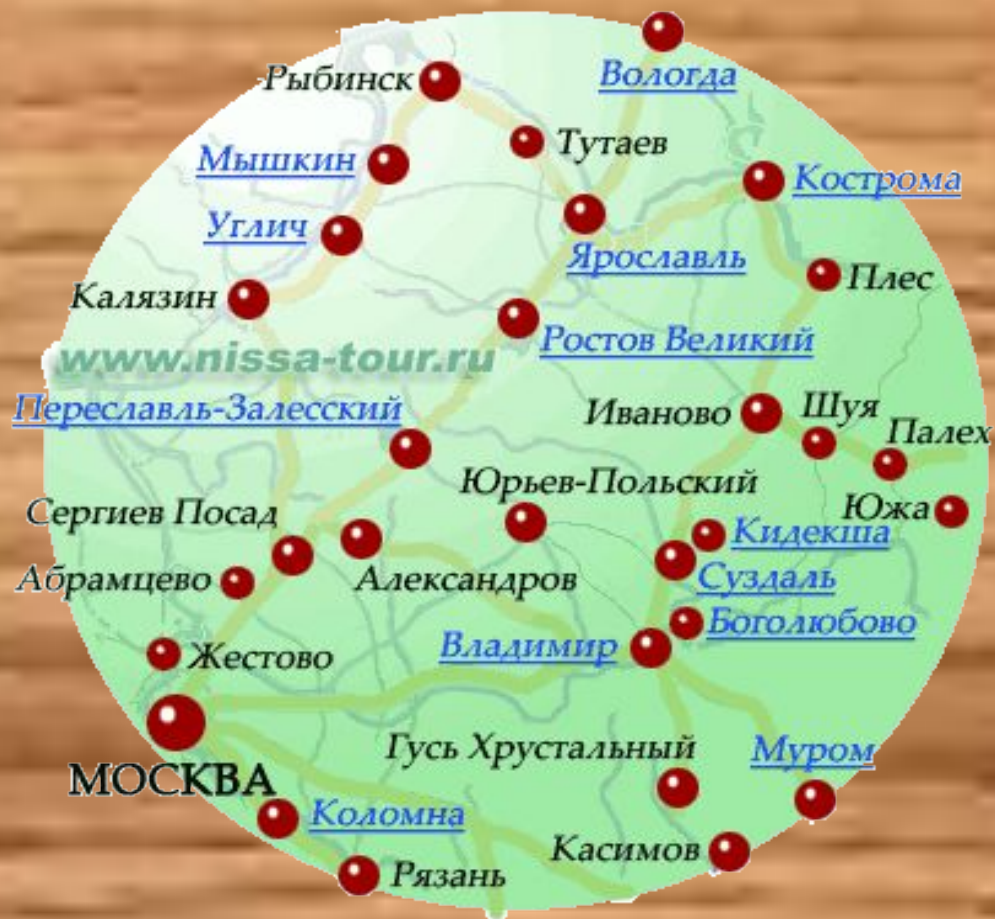 Вологда
Рыбинск
Тутаев
Мышкин
Кострома
Углич
Ярославль
Плес
Калязин
Ростов Великий
www.nissa-tour.ru
Переславль-Залесский
Иваново
Шуя
Палех
Юрьев-Польский
Южа
Сергиев Посад
Кидекша
Абрамцево
Александров
Суздаль
Боголюбово
Владимир
Жестово
Гусь Хрустальный
Муром
МОСКВА
Коломна
Касимов
Рязань